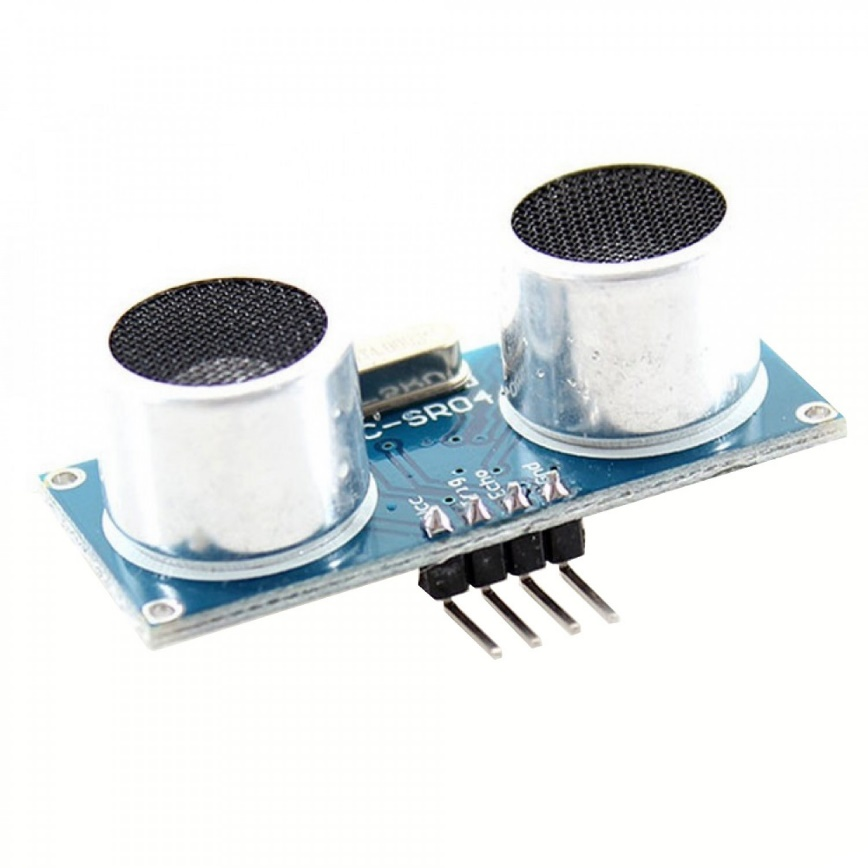 C-SR04
Vcc
Trig
Echo
Gnd